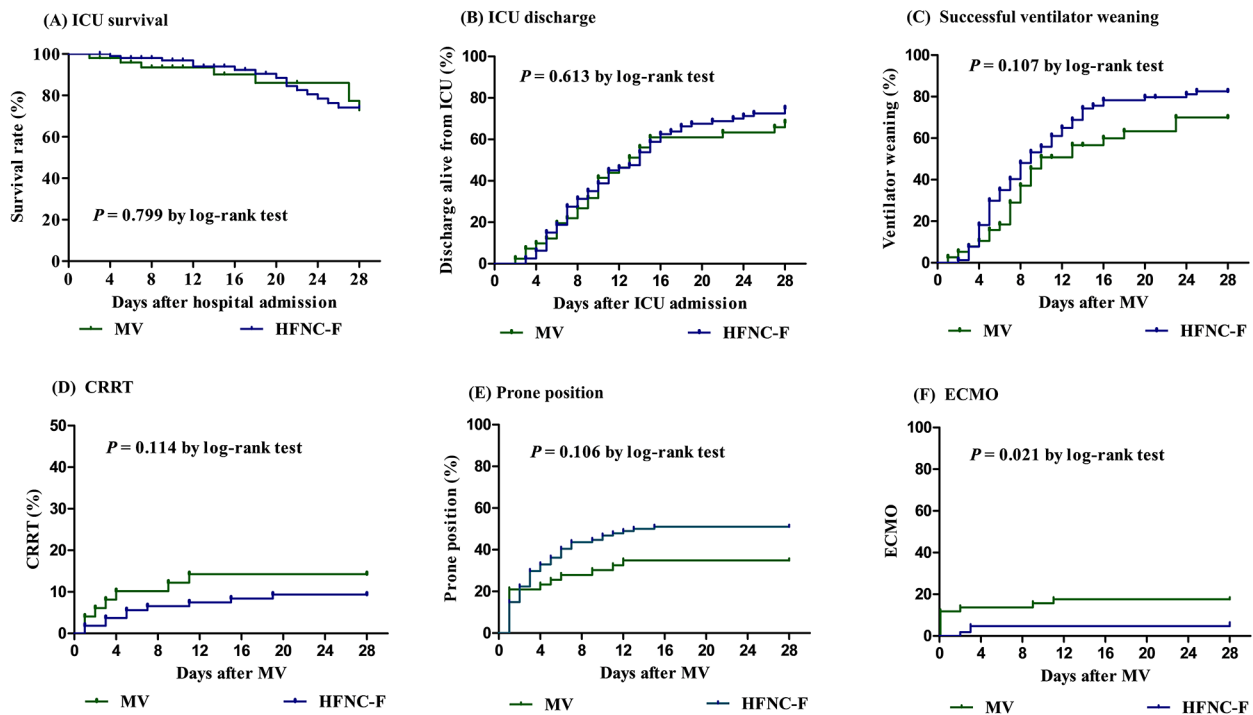 (A) ICU survival
Survival rate (%)
100
80
60
40
20
0
P = 0.799 by log-rank test
0 4 8 12 16 20 24 28
Days after hospital admission
MV HFNC-F
(B) ICU discharge
Discharge alive from ICU (%)
100
80
60
40
20
0
P = 0.613 by log-rank test
0 4 8 12 16 20 24 28
Days after ICU admission
MV HFNC-F
(C) Successful ventilator weaning
Ventilator weaning (%)
100
80
60
40
20
0
P = 0.107 by log-rank test
0 4 8 12 16 20 24 28
Days after MV
MV HFNC-F
(D) CRRT
CRRT (%)
50
40
30
20
10
0
P = 0.114 by log-rank test
0 4 8 12 16 20 24 28
Days after MV
MV HFNC-F
(E) Prone position
Prone position (%)
100
80
60
40
20
0
P = 0.106 by log-rank test
0 4 8 12 16 20 24 28
Days after MV
MV HFNC-F
(F) ECMO
ECMO
100
80
60
40
20
0
P = 0.021 by log-rank test
0 4 8 12 16 20 24 28
Days after MV
MV HFNC-F